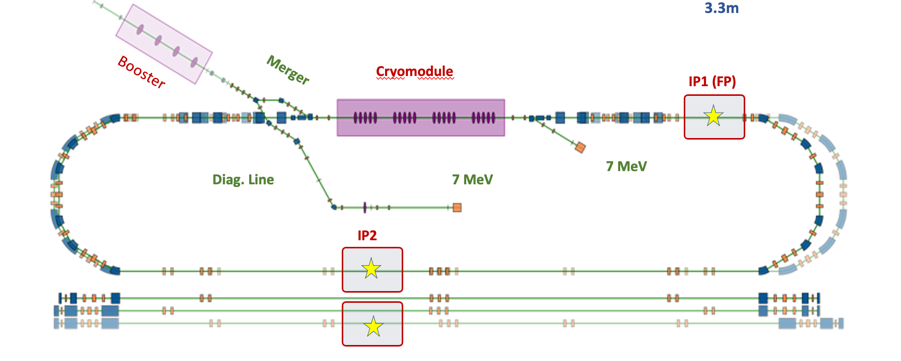 3.3m
Booster
Merger
Cryomodule
IP1 (FP)
Diag. Line
7 MeV
7 MeV
IP2